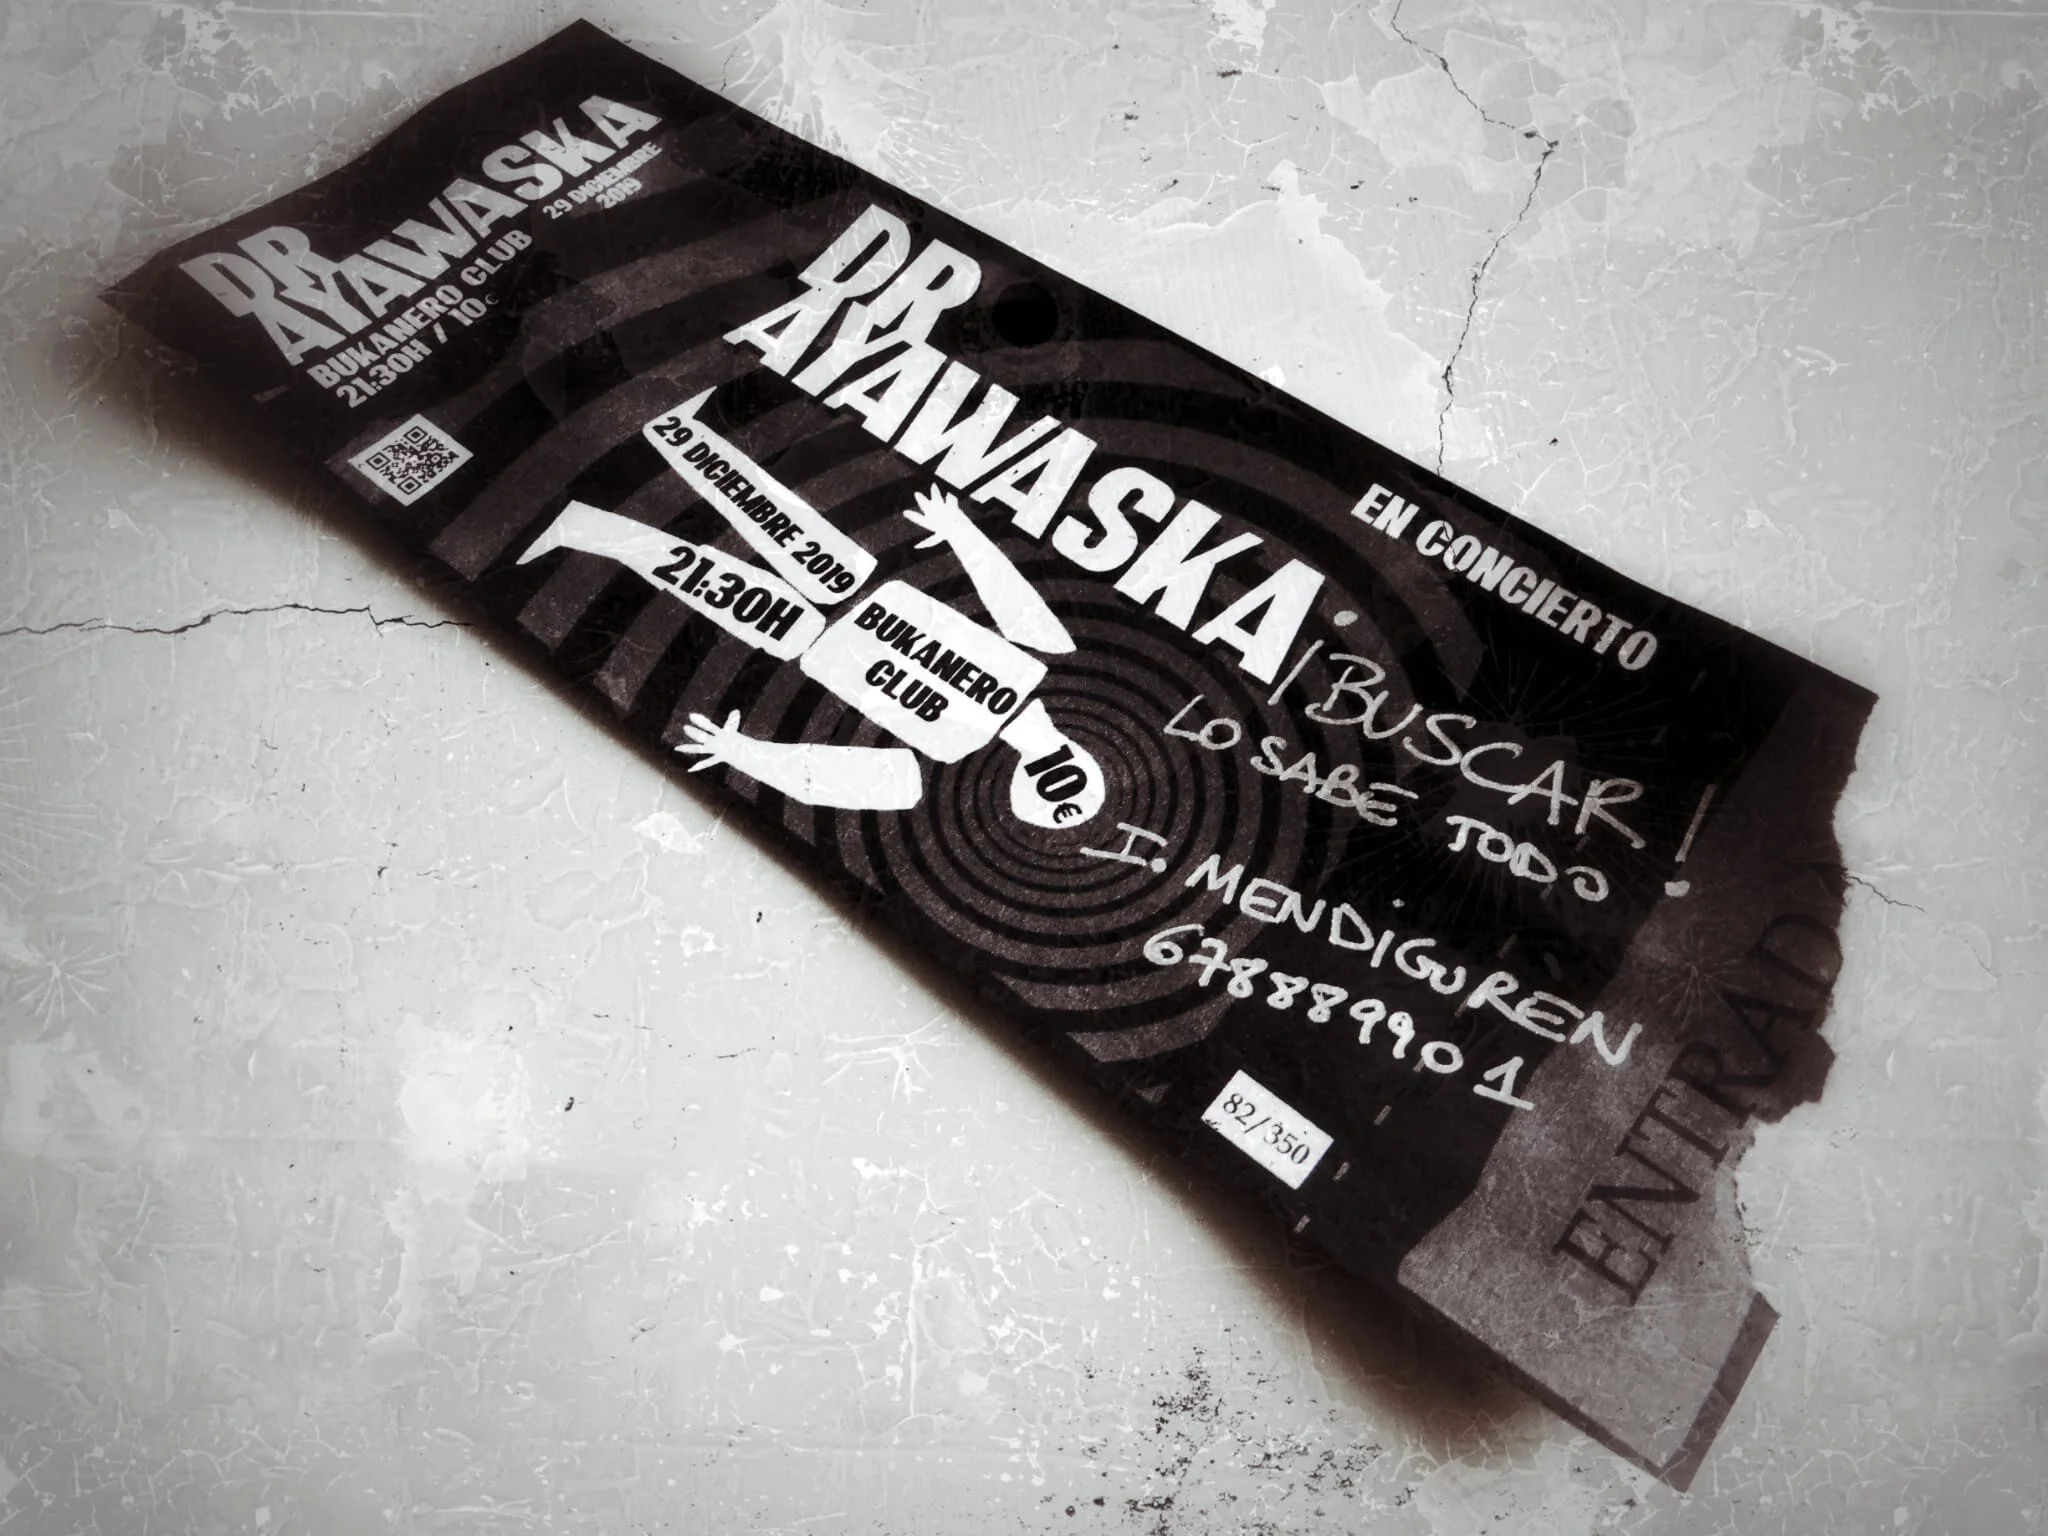 DR
AYAWASKA
29 DICIEMBRE
2019
BUKANERO CLUB
21:30H / 10€
DR
AYAWASKA
EN CONCIERTO
29 DICIEMBRE 2019
21:30H
BUKANERO
CLUB
10€
¡BUSCAR!
LO SABE TODO
I. MENDIGUREN
678889901
82/350
ENTRAD